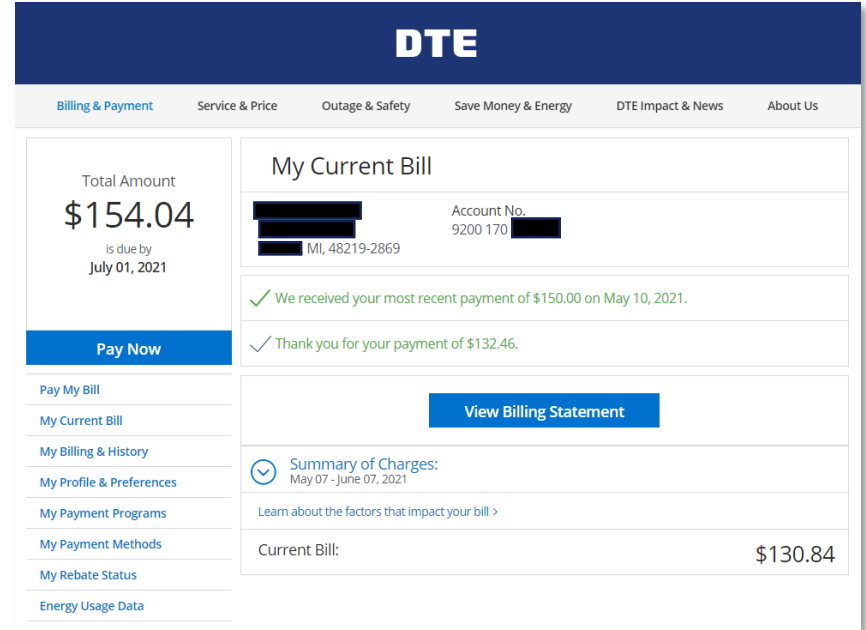 DTE
Billing & Payment Service & Price Outage & Safety Save Money & Energy DTE Impact & News About Us
Total Amount
$154.04
is due by
July 01, 2021
Pay Now
Pay My Bill
My Current Bill
My Billing & History
My Profile & Preferences
My Payment Programs
My Payment Methods
My Rebate Status
Energy Usage Data
My Current Bill
MI, 48219-2869
Account No.
9200 170
We received your most recent payment of $150.00 on May 10, 2021.
Thank you for your payment of $132.46.
View Billing Statement
Summary of Charges:
May 07 - June 07, 2021
Learn about the factors that impact your bill >
Current Bill: $130.84